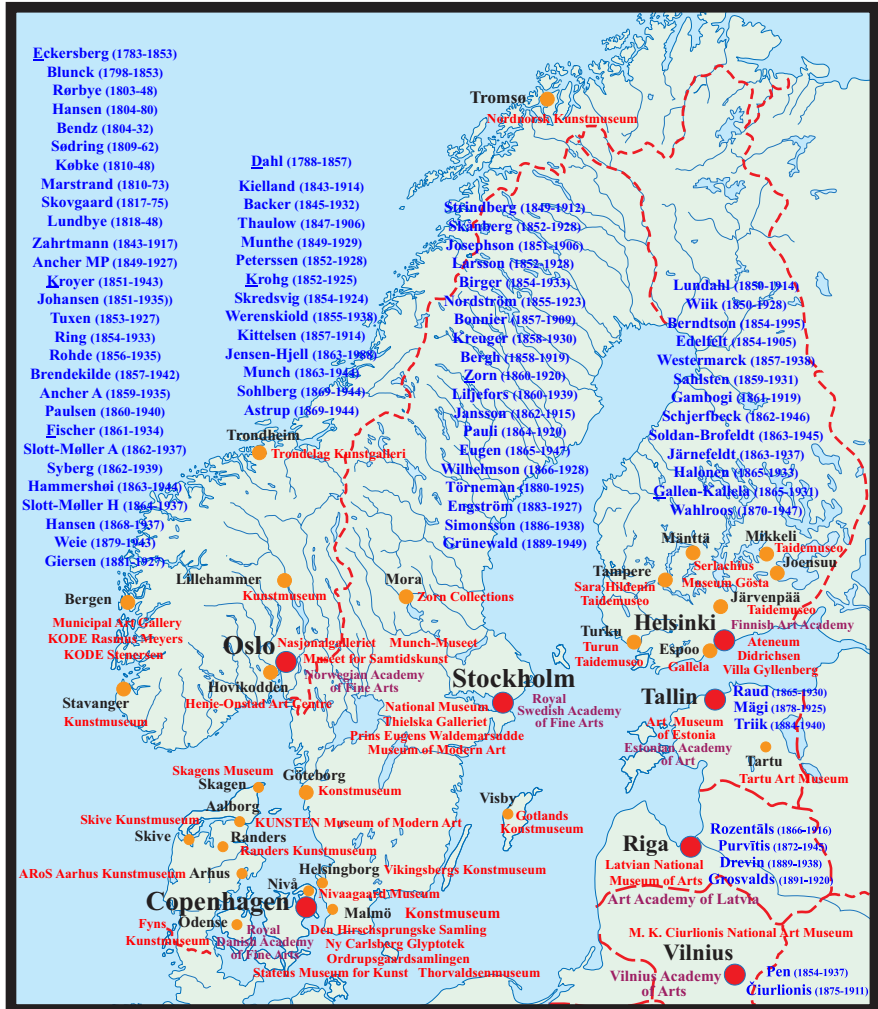 Eckersberg (1783-1853)
Blunck (1798-1853)
Rørbye (1803-48)
Hansen (1804-80)
Bendz (1804-32)
Sødring (1809-62)
Købke (1810-48)
Marstrand (1810-73)
Skovgaard (1817-75)
Lundbye (1818-48)
Zahrtmann (1843-1917)
Ancher MP (1849-1927)
Kroyer (1851-1943)
Johansen (1851-1935))
Tuxen (1853-1927)
Ring (1854-1933)
Rohde (1856-1935)
Brendekilde (1857-1942)
Ancher A (1859-1935)
Paulsen (1860-1940)
Fischer (1861-1934)
Slott-Møller A (1862-1937)
Syberg (1862-1939)
Hammershøi (1863-1944)
Slott-Møller H (1864-1937)
Hansen (1868-1937)
Weie (1879-1943)
Giersen (1881-1927)
Dahl (1788-1857)
Kielland (1843-1914)
Backer (1845-1932)
Thaulow (1847-1906)
Munthe (1849-1929)
Peterssen (1852-1928)
Krohg (1852-1925)
Skredsvig (1854-1924)
Werenskiold (1855-1938)
Kittelsen (1857-1914)
Jensen-Hjell (1863-1988)
Munch (1863-1944)
Sohlberg (1869-1944)
Astrup (1869-1944)
Strindberg (1849-1912)
Skånberg (1852-1928)
Josephson (1851-1906)
Larsson (1852-1928)
Birger (1854-1933)
Nordström (1855-1923)
Bonnier (1857-1909)
Kreuger (1858-1930)
Bergh (1858-1919)
Zorn (1860-1920)
Liljefors (1860-1939)
Jansson (1862-1915)
Pauli (1864-1920)
Eugen (1865-1947)
Wilhelmson (1866-1928)
Törneman (1880-1925)
Engström (1883-1927)
Simonsson (1886-1938)
Grünewald (1889-1949)
Lundahl (1850-1914)
Wiik (1850-1928)
Berndtson (1854-1995)
Edelfelt (1854-1905)
Westermarck (1857-1938)
Sahlsten (1859-1931)
Gambogi (1861-1919)
Schjerfbeck (1862-1946)
Soldan-Brofeldt (1863-1945)
Järnefeldt (1863-1937)
Halonen (1865-1933)
Gallen-Kallela (1865-1931)
Wahlroos (1870-1947)
Tromsø
Nordnorsk Kunstmuseum
Trondheim
Trondelag Kunstgalleri
Lillehammer
Kunstmuseum
Mora
Zorn Collections
Bergen
Municipal Art Gallery
KODE Rasmus Meyers
KODE Stenersen
Stavanger
Kunstmuseum
Oslo
Nasjonalgalleriet Munch-Museet
Museet for Samtidskunst
Norwegian Academy
of Fine Arts
Hovikodden
Henie-Onstad Art Centre
Stockholm
Royal
Swedish Academy
of Fine Arts
National Museum
Thielska Galleriet
Prins Eugens Waldemarsudde
Museum of Modern Art
Mänttä
Serlachius
Museum Gösta
Mikkeli
Taidemuseo
Joensuu
Tampere
Sara Hildenin
Taidemuseo
Järvenpää
Taidemuseo
Helsinki
Finnish Art Academy
Ateneum
Didrichsen
Villa Gyllenberg
Turku
Turun
Taidemuseo
Espoo
Gallela
Tallin
Raud (1865-1930)
Mägi (1878-1925)
Triik (1884-1940)
Art Museum
of Estonia
Estonian Academy
of Art
Tartu
Tartu Art Museum
Skagens Museum
Skagen
Göteborg
Konstmuseum
Visby
Gotlands
Konstmuseum
Aalborg
KUNSTEN Museum of Modern Art
Skive Kunstmuseum
Skive
Randers
Randers Kunstmuseum
ARoS Aarhus Kunstmuseum
Arhus
Helsingborg
Vikingsbergs Konstmuseum
Nivå
Nivaagaard Museum
Copenhagen
Malmö Konstmuseum
Odense
Fyns
Kunstmuseum
Royal
Danish Academy
of Fine Arts
Den Hirschsprungske Samling
Ny Carlsberg Glyptotek
Ordrupsgaardsamlingen
Statens Museum for Kunst Thorvaldsenmuseum
Riga
Rozentāls (1866-1916)
Purvītis (1872-1945)
Drevin (1889-1938)
Grosvalds (1891-1920)
Latvian National
Museum of Arts
Art Academy of Latvia
M. K. Ciurlionis National Art Museum
Vilnius
Vilnius Academy
of Arts
Pen (1854-1937)
Čiurlionis (1875-1911)